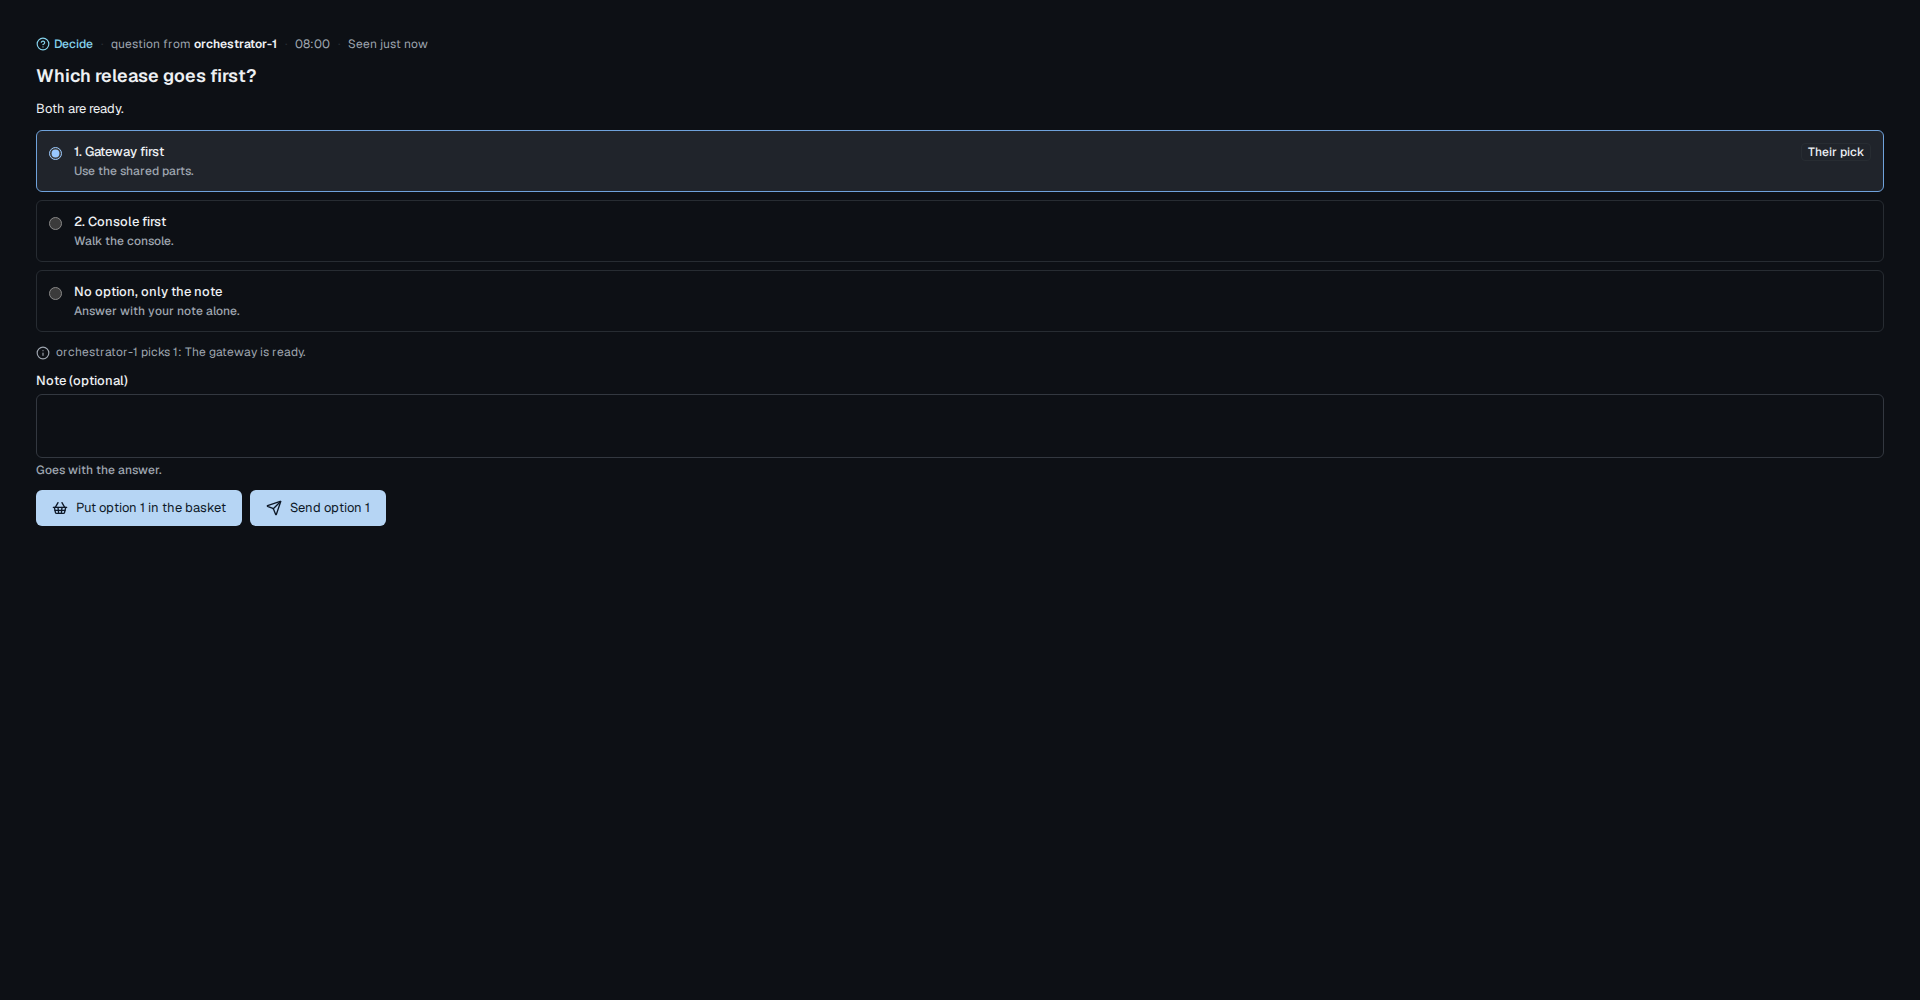 Decide · question from orchestrator-1 · 08:00 · Seen just now
Which release goes first?
Both are ready.
1. Gateway first
Their pick
Use the shared parts.
2. Console first
Walk the console.
No option, only the note
Answer with your note alone.
orchestrator-1 picks 1: The gateway is ready.
Note (optional)
Goes with the answer.
Put option 1 in the basket
Send option 1